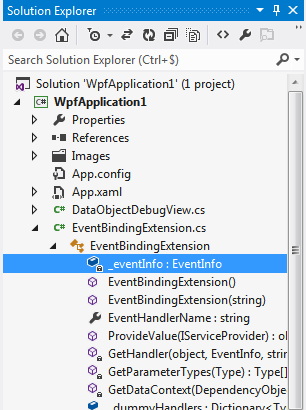 Solution Explorer
Search Solution Explorer (Ctrl+$)
Solution 'WpfApplication1' (1 project)
C# WpfApplication1
Properties
References
Images
App.config
App.xaml
C# DataObjectDebugView.cs
C# EventBindingExtension.cs
EventBindingExtension
_eventInfo : EventInfo
EventBindingExtension()
EventBindingExtension(string)
EventHandlerName : string
ProvideValue(IServiceProvider) : ol
GetHandler(object, EventInfo, strin
GetParameterTypes(Type) : Type[]
GetDataContext(DependencyObje
_dummyHandlers : Dictionary<T